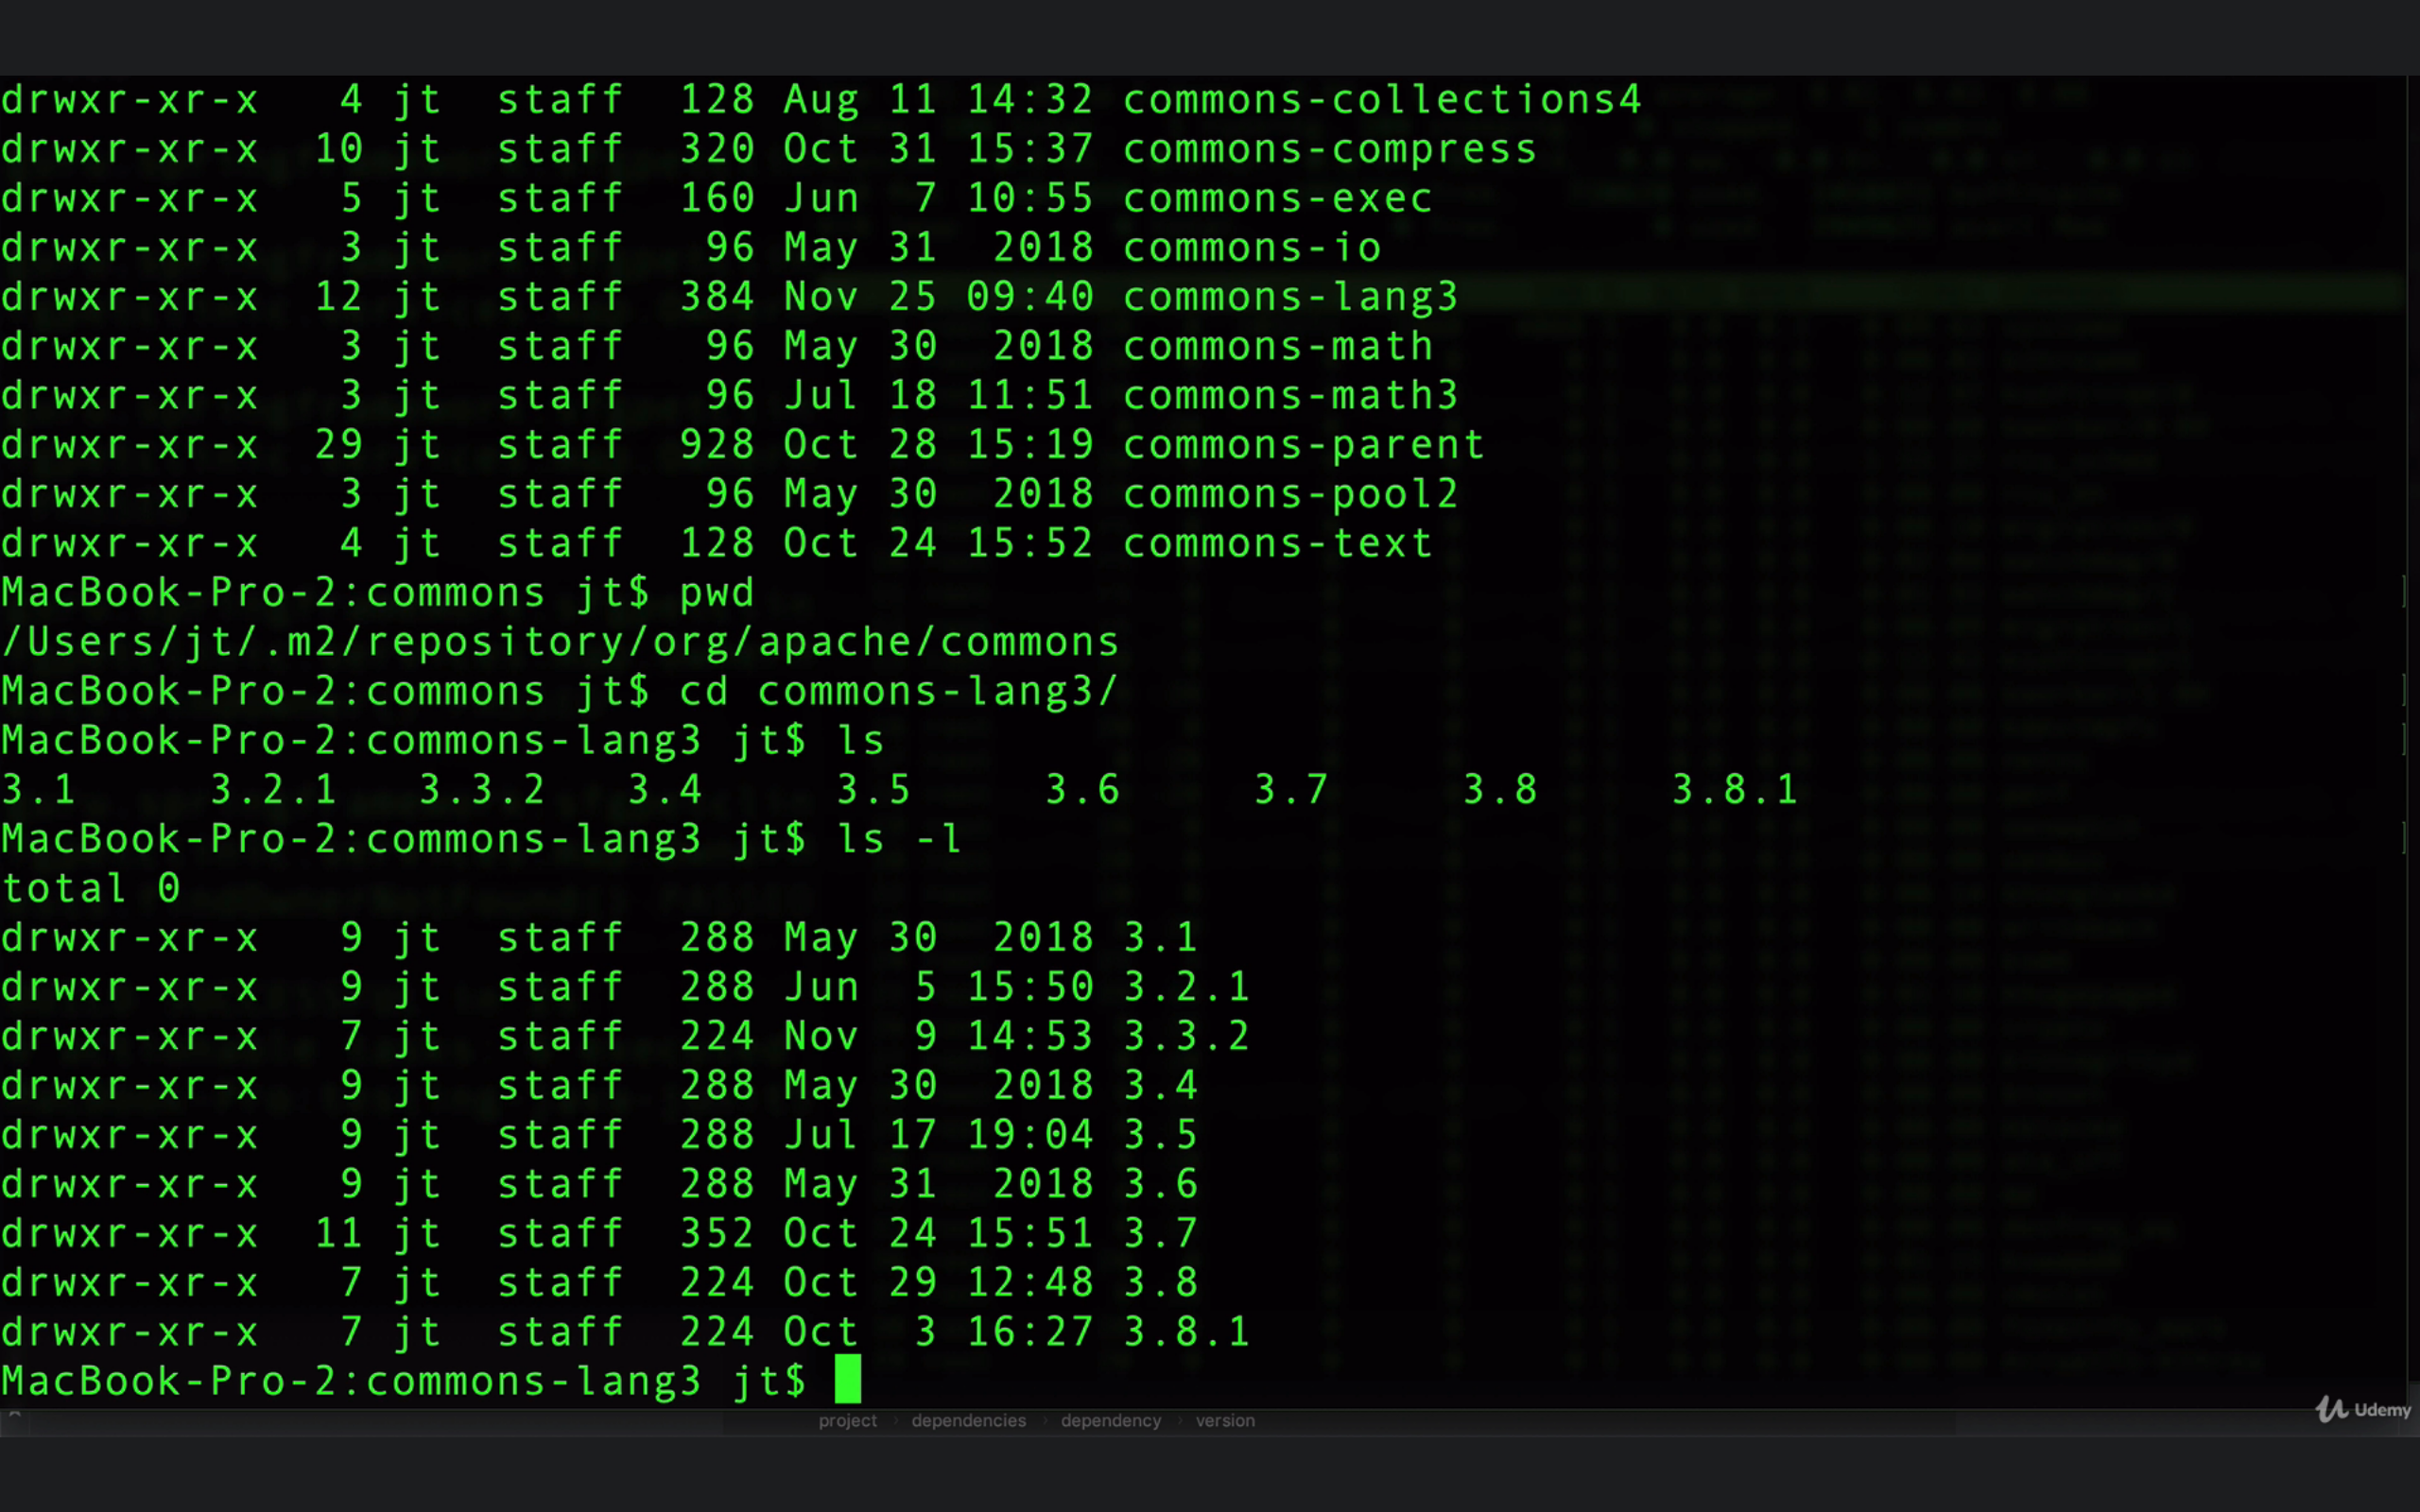 drwxr-xr-x   4 jt  staff  128 Aug 11 14:32 commons-collections4
drwxr-xr-x  10 jt  staff  320 Oct 31 15:37 commons-compress
drwxr-xr-x   5 jt  staff  160 Jun  7 10:55 commons-exec
drwxr-xr-x   3 jt  staff   96 May 31  2018 commons-io
drwxr-xr-x  12 jt  staff  384 Nov 25 09:40 commons-lang3
drwxr-xr-x   3 jt  staff   96 May 30  2018 commons-math
drwxr-xr-x   3 jt  staff   96 Jul 18 11:51 commons-math3
drwxr-xr-x  29 jt  staff  928 Oct 28 15:19 commons-parent
drwxr-xr-x   3 jt  staff   96 May 30  2018 commons-pool2
drwxr-xr-x   4 jt  staff  128 Oct 24 15:52 commons-text
MacBook-Pro-2:commons jt$ pwd
/Users/jt/.m2/repository/org/apache/commons
MacBook-Pro-2:commons jt$ cd commons-lang3/
MacBook-Pro-2:commons-lang3 jt$ ls
3.1     3.2.1   3.3.2   3.4     3.5     3.6     3.7     3.8     3.8.1
MacBook-Pro-2:commons-lang3 jt$ ls -l
total 0
drwxr-xr-x   9 jt  staff  288 May 30  2018 3.1
drwxr-xr-x   9 jt  staff  288 Jun  5 15:50 3.2.1
drwxr-xr-x   7 jt  staff  224 Nov  9 14:53 3.3.2
drwxr-xr-x   9 jt  staff  288 May 30  2018 3.4
drwxr-xr-x   9 jt  staff  288 Jul 17 19:04 3.5
drwxr-xr-x   9 jt  staff  288 May 31  2018 3.6
drwxr-xr-x  11 jt  staff  352 Oct 24 15:51 3.7
drwxr-xr-x   7 jt  staff  224 Oct 29 12:48 3.8
drwxr-xr-x   7 jt  staff  224 Oct  3 16:27 3.8.1
MacBook-Pro-2:commons-lang3 jt$
project › dependencies › dependency › version
Udemy